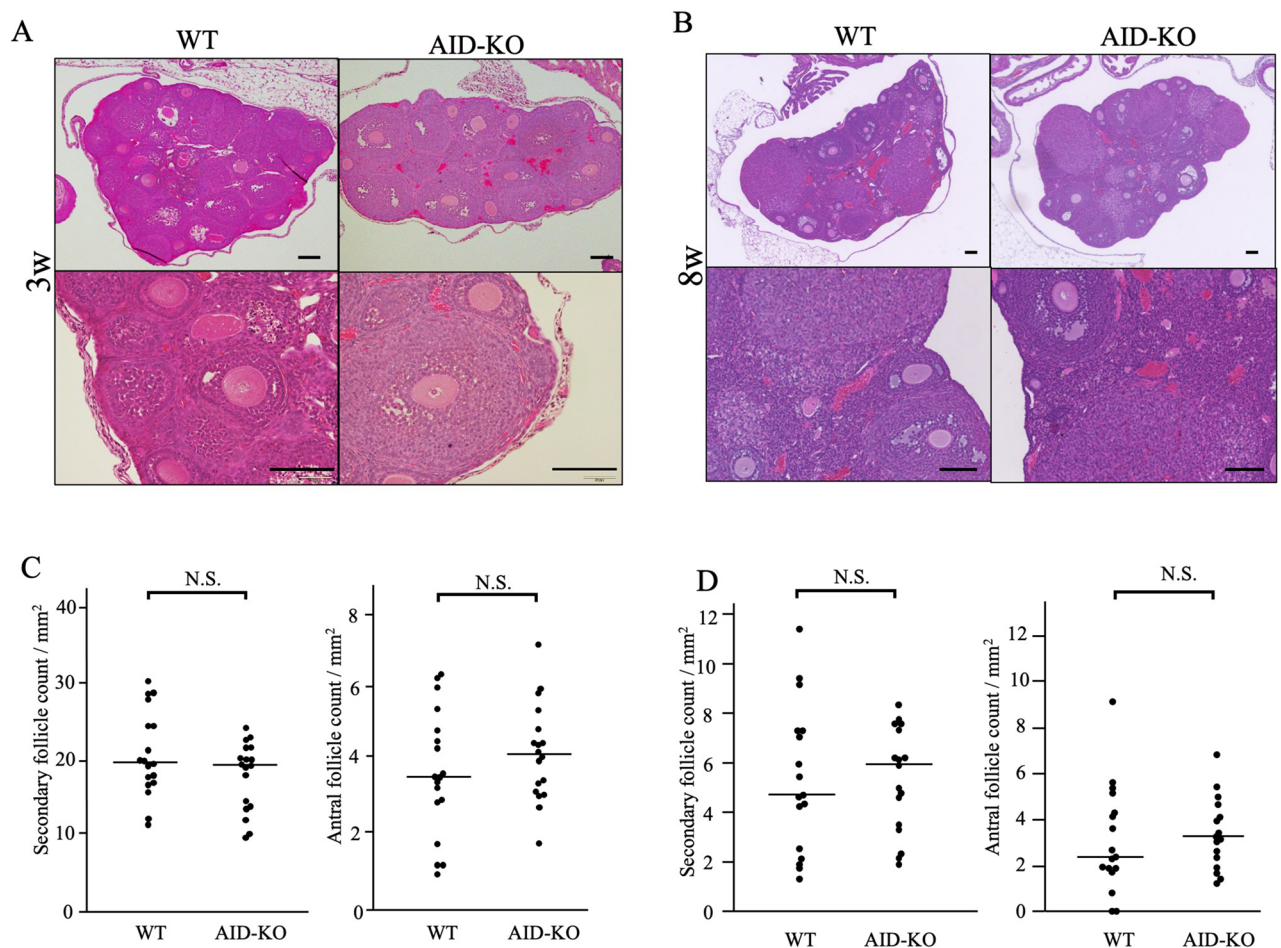 A
WT
AID-KO
3w
B
WT
AID-KO
8w
C
N.S.
Secondary follicle count / mm²
40
30
20
10
0
WT
AID-KO
N.S.
Antral follicle count / mm²
8
6
4
2
0
WT
AID-KO
D
N.S.
Secondary follicle count / mm²
12
10
8
6
4
2
0
WT
AID-KO
N.S.
Antral follicle count / mm²
12
10
8
6
4
2
0
WT
AID-KO